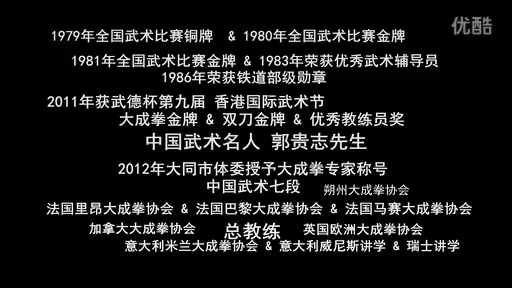 优酷
1979年全国武术比赛铜牌 & 1980年全国武术比赛金牌
1981年全国武术比赛金牌 & 1983年荣获优秀武术辅导员
1986年荣获铁道部级勋章
2011年获武德杯第九届 香港国际武术节
大成拳金牌 & 双刀金牌 & 优秀教练员奖
中国武术名人 郭贵志先生
2012年大同市体委授予大成拳专家称号
中国武术七段 朔州大成拳协会
法国里昂大成拳协会 & 法国巴黎大成拳协会 & 法国马赛大成拳协会
加拿大大成拳协会 总教练 英国欧洲大成拳协会
意大利米兰大成拳协会 & 意大利威尼斯讲学 & 瑞士讲学